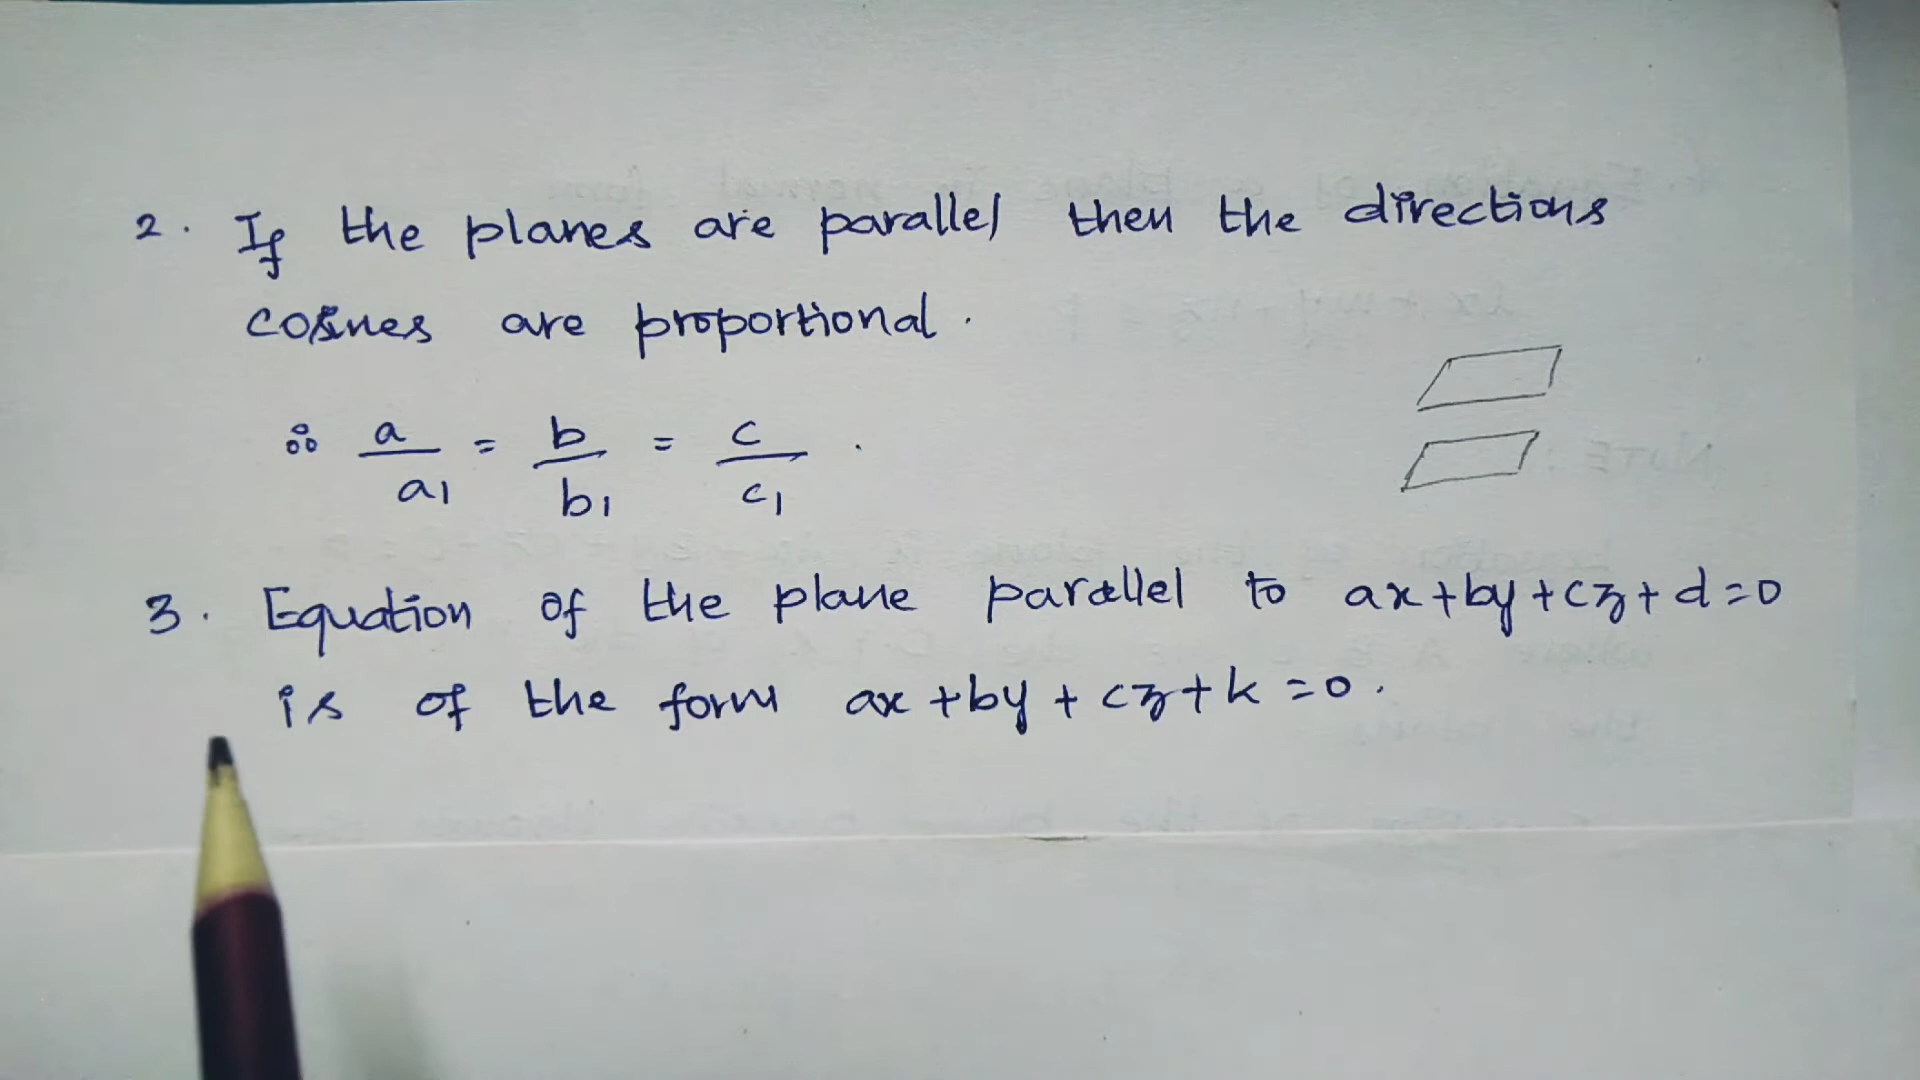 2. If the planes are parallel then the directions
cosines are proportional.
∴ a/a1 = b/b1 = c/c1.
3. Equation of the plane parallel to ax+by+cz+d=0
is of the form ax+by+cz+k=0.